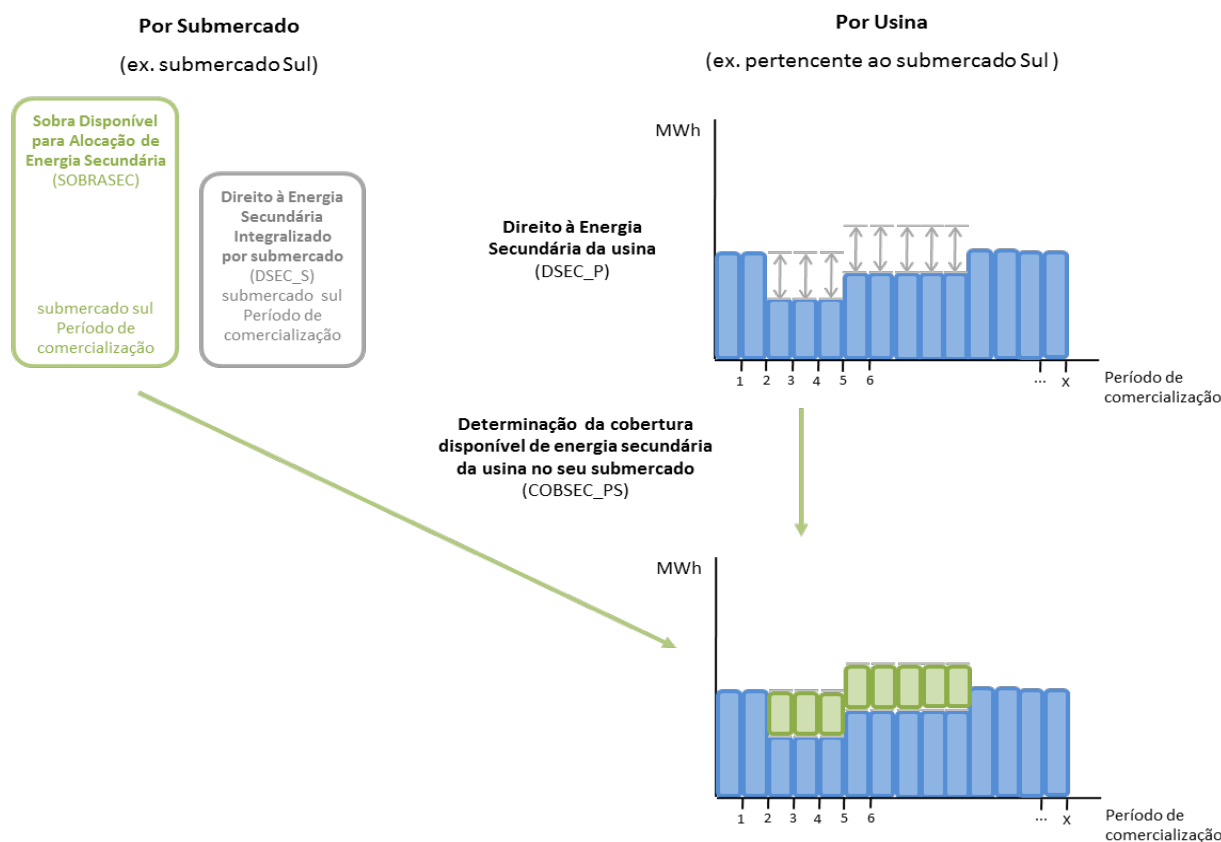 Por Submercado
(ex. submercado Sul)
Sobra Disponível
para Alocação de
Energia Secundária
(SOBRASEC)
submercado sul
Período de
comercialização
Direito à Energia
Secundária
Integralizado
por submercado
(DSEC_S)
submercado sul
Período de
comercialização
Por Usina
(ex. pertencente ao submercado Sul )
MWh
Direito à Energia
Secundária da usina
(DSEC_P)
1 2 3 4 5 6 ... X
Período de
comercialização
Determinação da cobertura
disponível de energia secundária
da usina no seu submercado
(COBSEC_PS)
MWh
1 2 3 4 5 6 ... X
Período de
comercialização